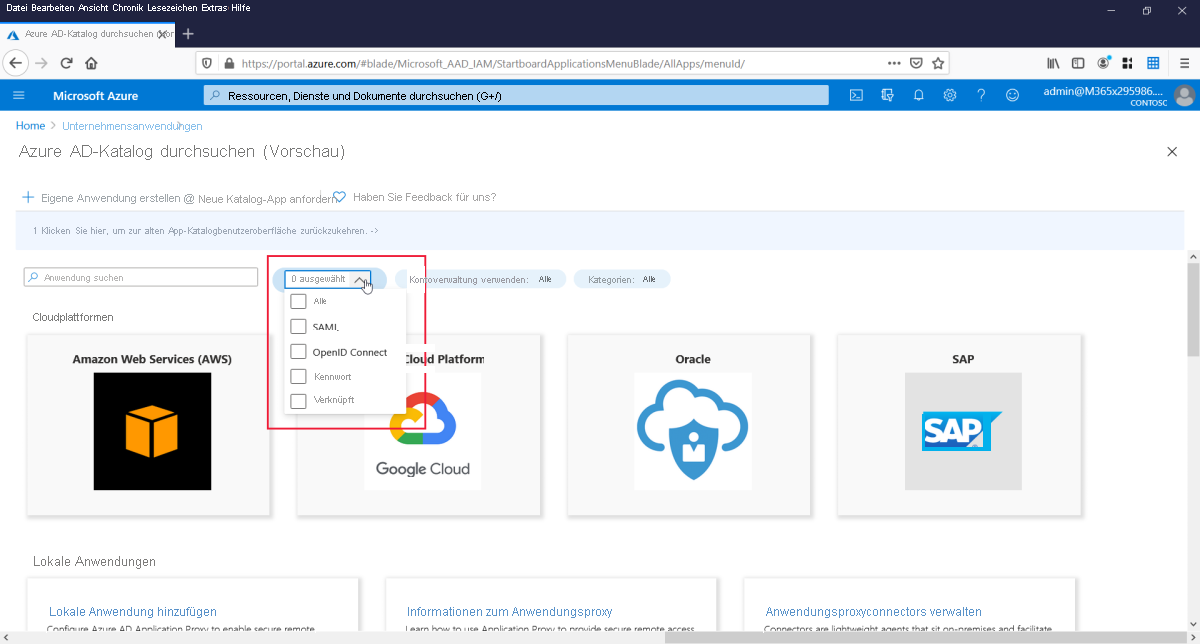 Datei Bearbeiten Ansicht Chronik Lesezeichen Extras Hilfe
Azure AD-Katalog durchsuchen (Vor
https://portal.azure.com/#blade/Microsoft_AAD_IAM/StartboardApplicationsMenuBlade/AllApps/menuId/
Microsoft Azure
Ressourcen, Dienste und Dokumente durchsuchen (G+/)
admin@M365x295986....
CONTOSC
Home > Unternehmensanwendungen
Azure AD-Katalog durchsuchen (Vorschau)
Eigene Anwendung erstellen @ Neue Katalog-App anfordern
Haben Sie Feedback für uns?
1 Klicken Sie hier, um zur alten App-Katalogbenutzeroberfläche zurückzukehren. ->
Anwendung suchen
0 ausgewählt
Kontoverwaltung verwenden: Alle
Kategorien: Alle
Alle
SAML
OpenID Connect
Kennwort
Verknüpft
Cloudplattformen
Amazon Web Services (AWS)
Cloud Platform
Oracle
SAP
Google Cloud
SAP
Lokale Anwendungen
Lokale Anwendung hinzufügen
Informationen zum Anwendungsproxy
Anwendungsproxyconnectors verwalten
Configure Azure AD Application Proxy to enable secure remote
Learn how to use Application Proxy to provide secure remote access
Connectors are lightweight agents that sit on-premises and facilitate